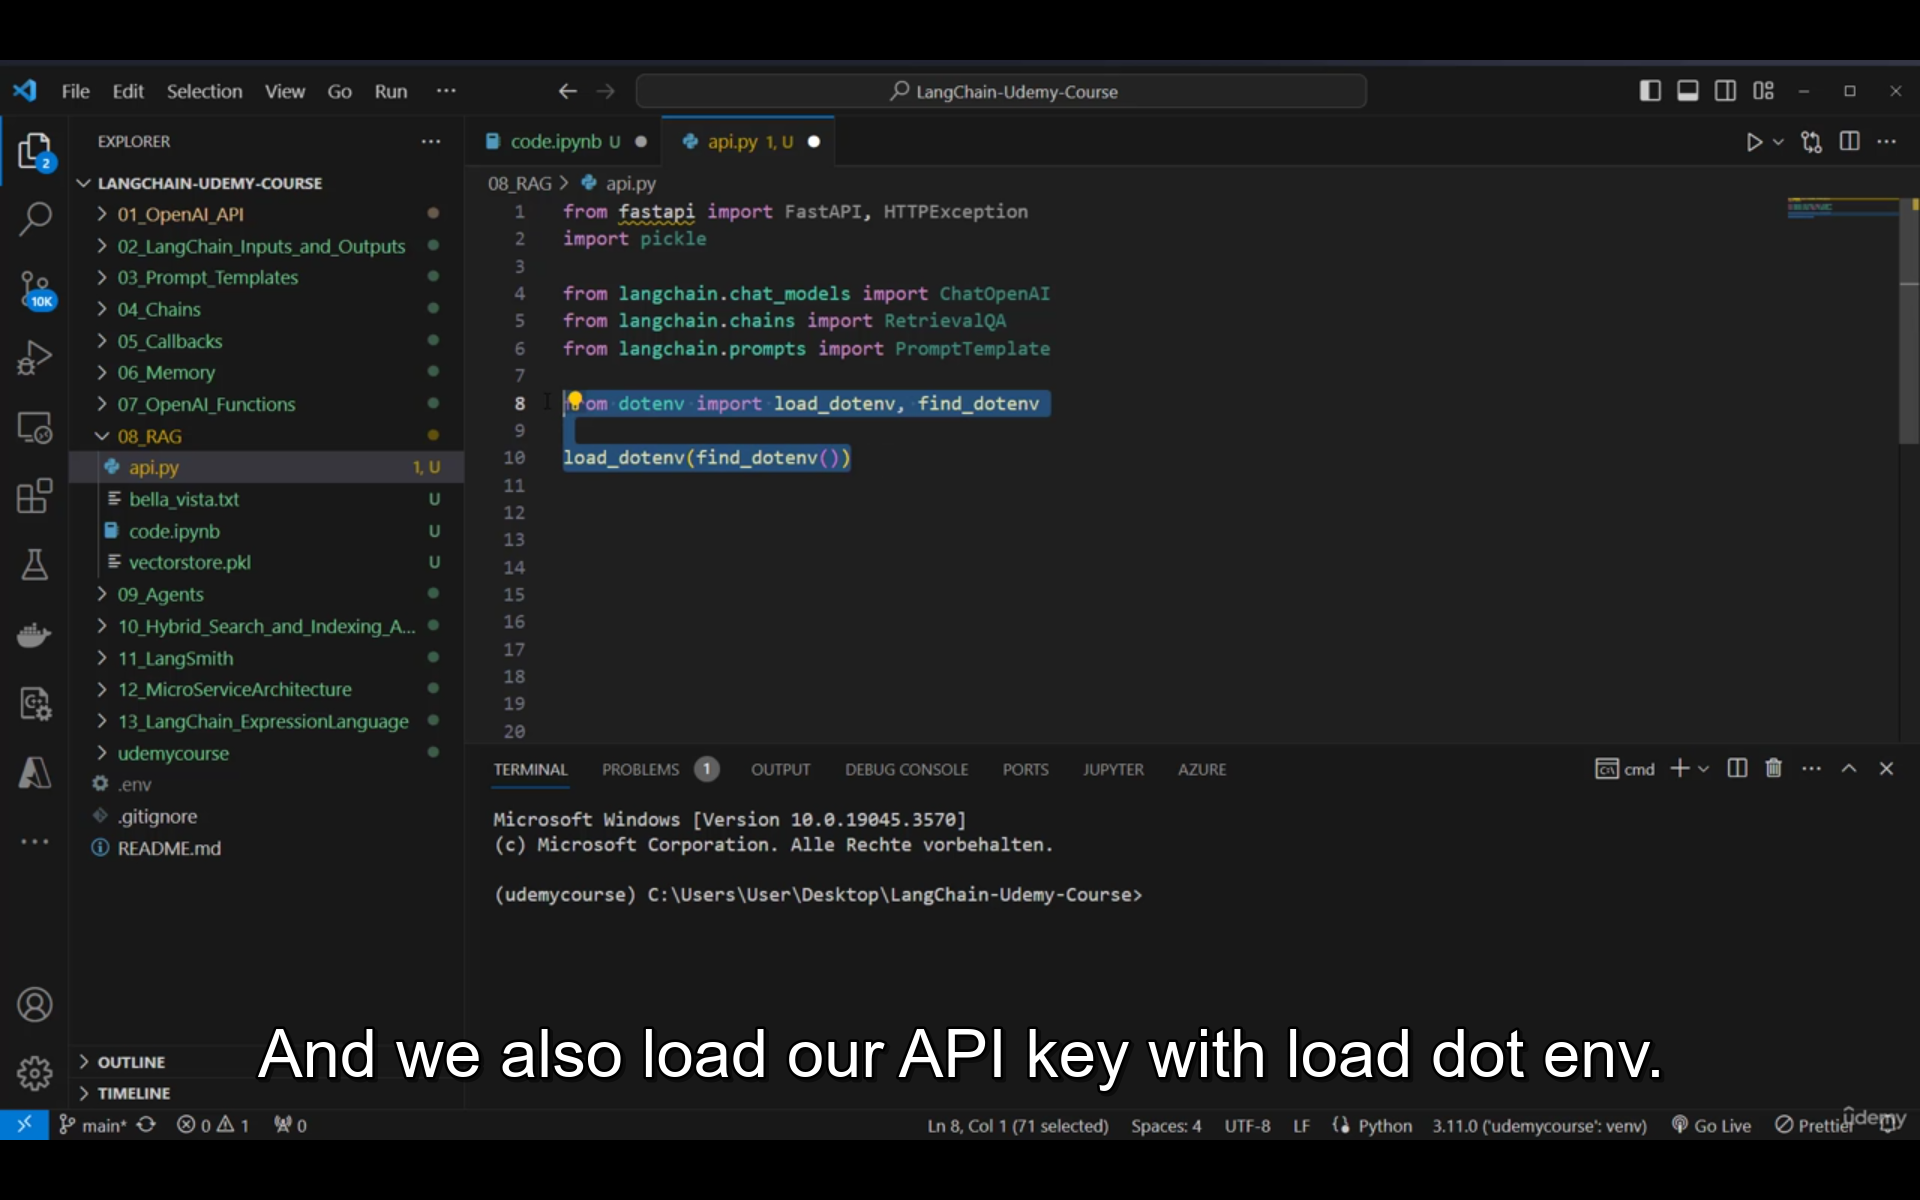 File Edit Selection View Go Run ··· LangChain-Udemy-Course
EXPLORER ···
LANGCHAIN-UDEMY-COURSE
01_OpenAI_API
02_LangChain_Inputs_and_Outputs
03_Prompt_Templates
04_Chains
05_Callbacks
06_Memory
07_OpenAI_Functions
08_RAG
api.py 1, U
bella_vista.txt U
code.ipynb U
vectorstore.pkl U
09_Agents
10_Hybrid_Search_and_Indexing_A...
11_LangSmith
12_MicroServiceArchitecture
13_LangChain_ExpressionLanguage
udemycourse
.env
.gitignore
README.md
OUTLINE
TIMELINE
2
10K
code.ipynb U api.py 1, U
08_RAG > api.py
1 from fastapi import FastAPI, HTTPException
2 import pickle
3
4 from langchain.chat_models import ChatOpenAI
5 from langchain.chains import RetrievalQA
6 from langchain.prompts import PromptTemplate
7
8 from dotenv import load_dotenv, find_dotenv
9
10 load_dotenv(find_dotenv())
11
12
13
14
15
16
17
18
19
20
TERMINAL PROBLEMS 1 OUTPUT DEBUG CONSOLE PORTS JUPYTER AZURE cmd
Microsoft Windows [Version 10.0.19045.3570]
(c) Microsoft Corporation. Alle Rechte vorbehalten.
(udemycourse) C:\Users\User\Desktop\LangChain-Udemy-Course>
And we also load our API key with load dot env.
main* 0 1 0 Ln 8, Col 1 (71 selected) Spaces: 4 UTF-8 LF Python 3.11.0 ('udemycourse': venv) Go Live Prettier
udemy